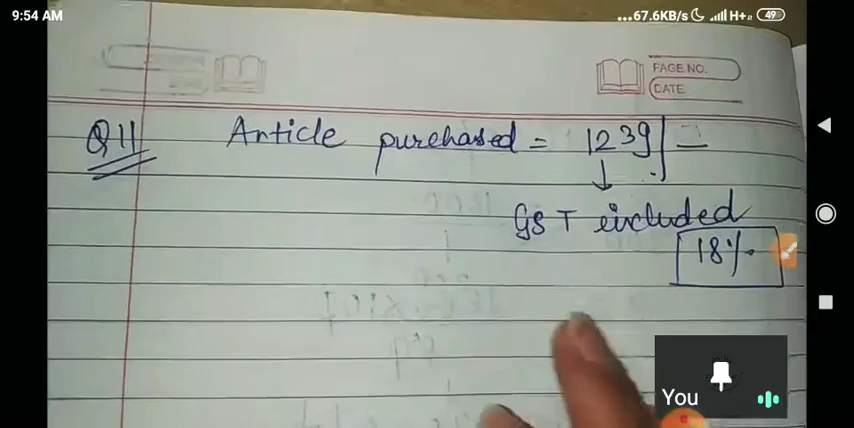 9:54 AM
...67.6KB/s H+ 49
PAGE NO.
DATE
Q11 Article purchased = 1239/=
GST included
18%
You